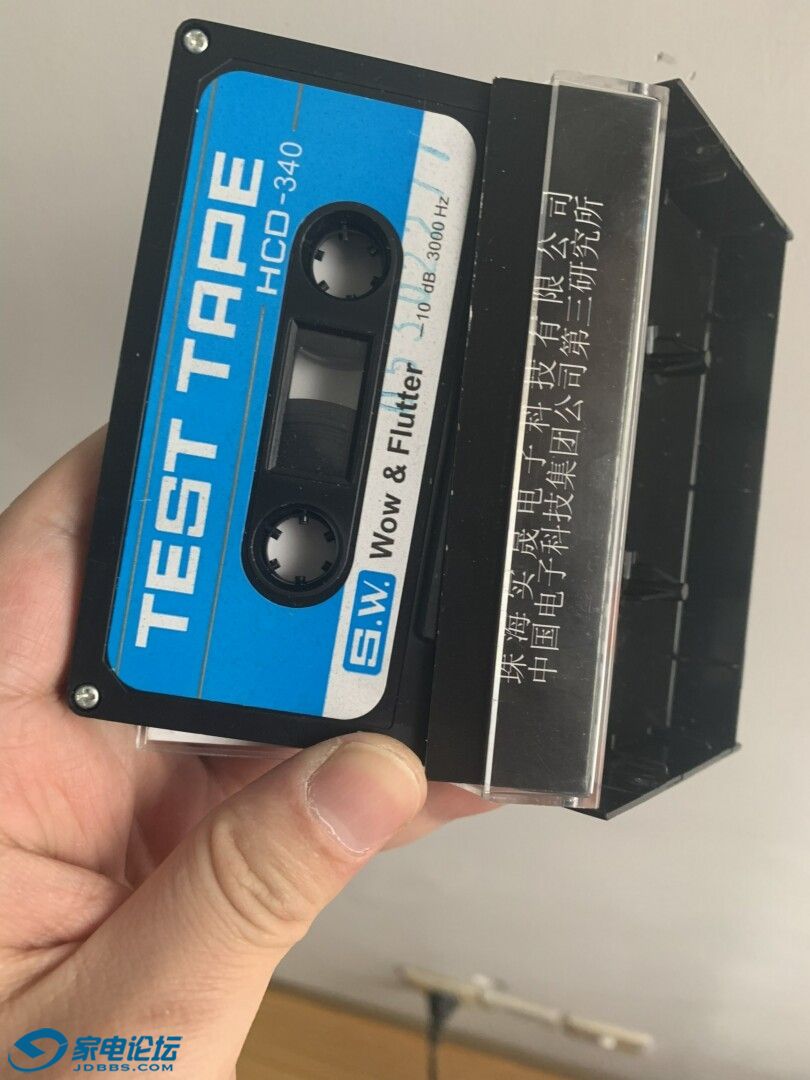 TEST TAPE
HCD-340
S.W. Wow & Flutter -10 dB 3000 Hz
珠海实晟电子科技有限公司
中国电子科技集团公司第三研究所
家电论坛
JDBBS.COM